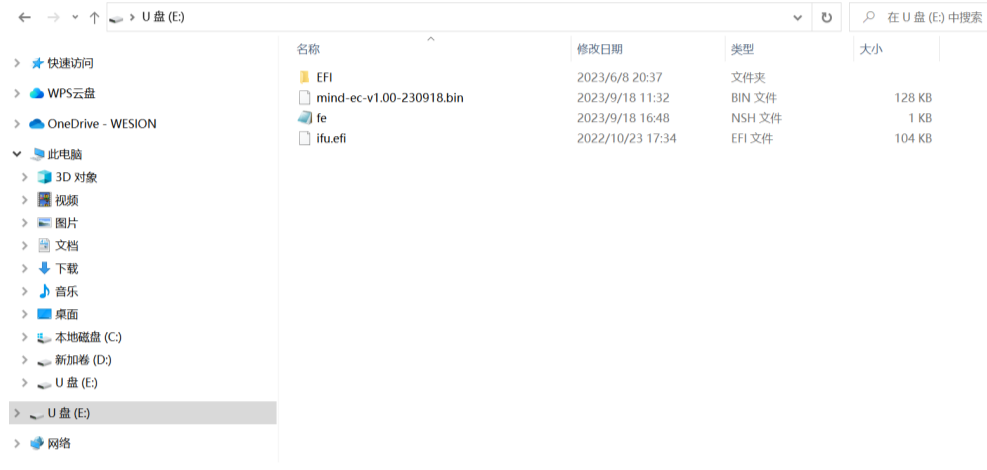 U 盘 (E:)
在 U 盘 (E:) 中搜索
名称 修改日期 类型 大小
快速访问
WPS云盘
OneDrive - WESION
此电脑
3D 对象
视频
图片
文档
下载
音乐
桌面
本地磁盘 (C:)
新加卷 (D:)
U 盘 (E:)
U 盘 (E:)
网络
EFI 2023/6/8 20:37 文件夹
mind-ec-v1.00-230918.bin 2023/9/18 11:32 BIN 文件 128 KB
fe 2023/9/18 16:48 NSH 文件 1 KB
ifu.efi 2022/10/23 17:34 EFI 文件 104 KB